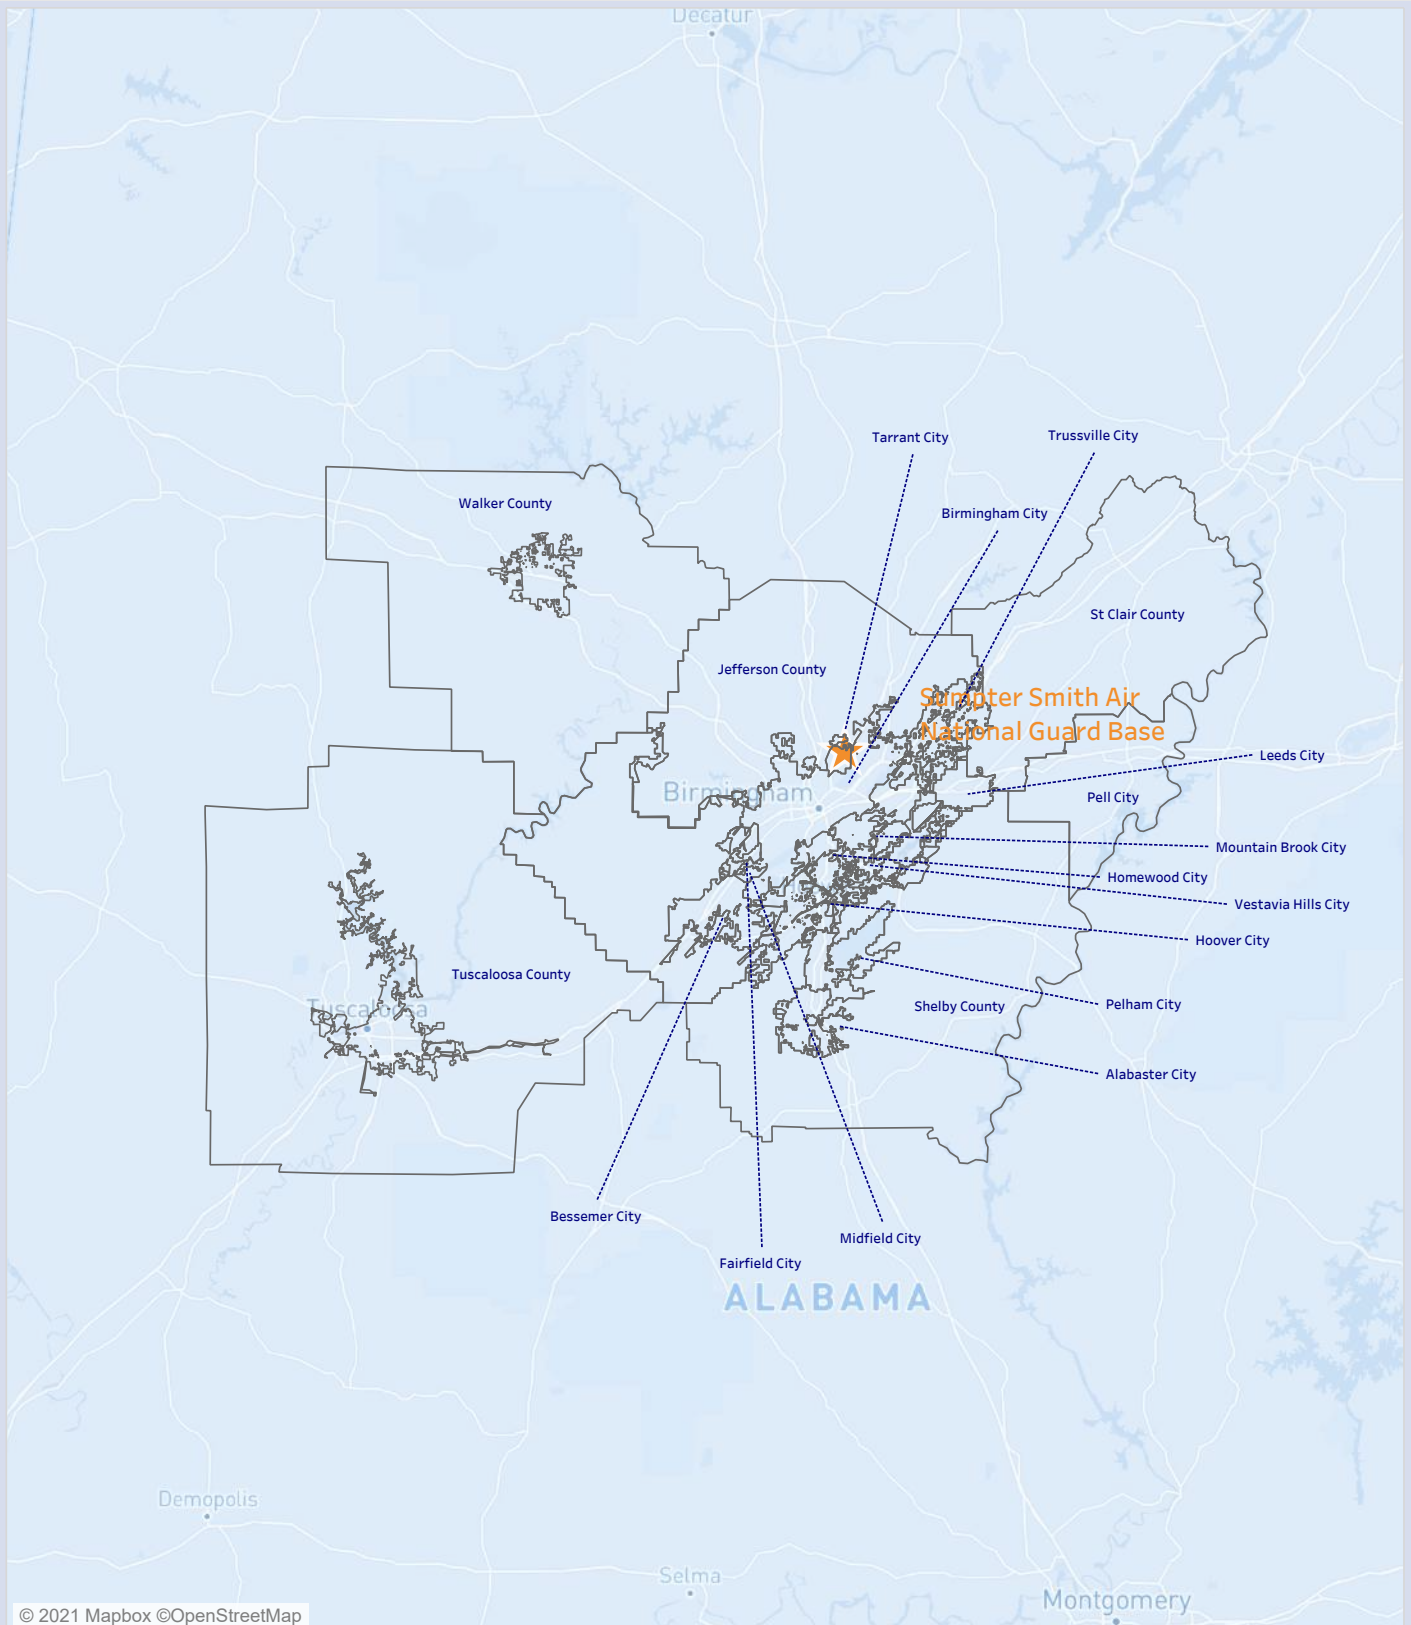 Decatur
Tarrant City
Trussville City
Walker County
Birmingham City
St Clair County
Jefferson County
Sumpter Smith Air
National Guard Base
Leeds City
Birmingham
Pell City
Mountain Brook City
Homewood City
Vestavia Hills City
Hoover City
Tuscaloosa County
Tuscaloosa
Pelham City
Shelby County
Alabaster City
Bessemer City
Midfield City
Fairfield City
ALABAMA
Demopolis
Selma
Montgomery
© 2021 Mapbox ©OpenStreetMap